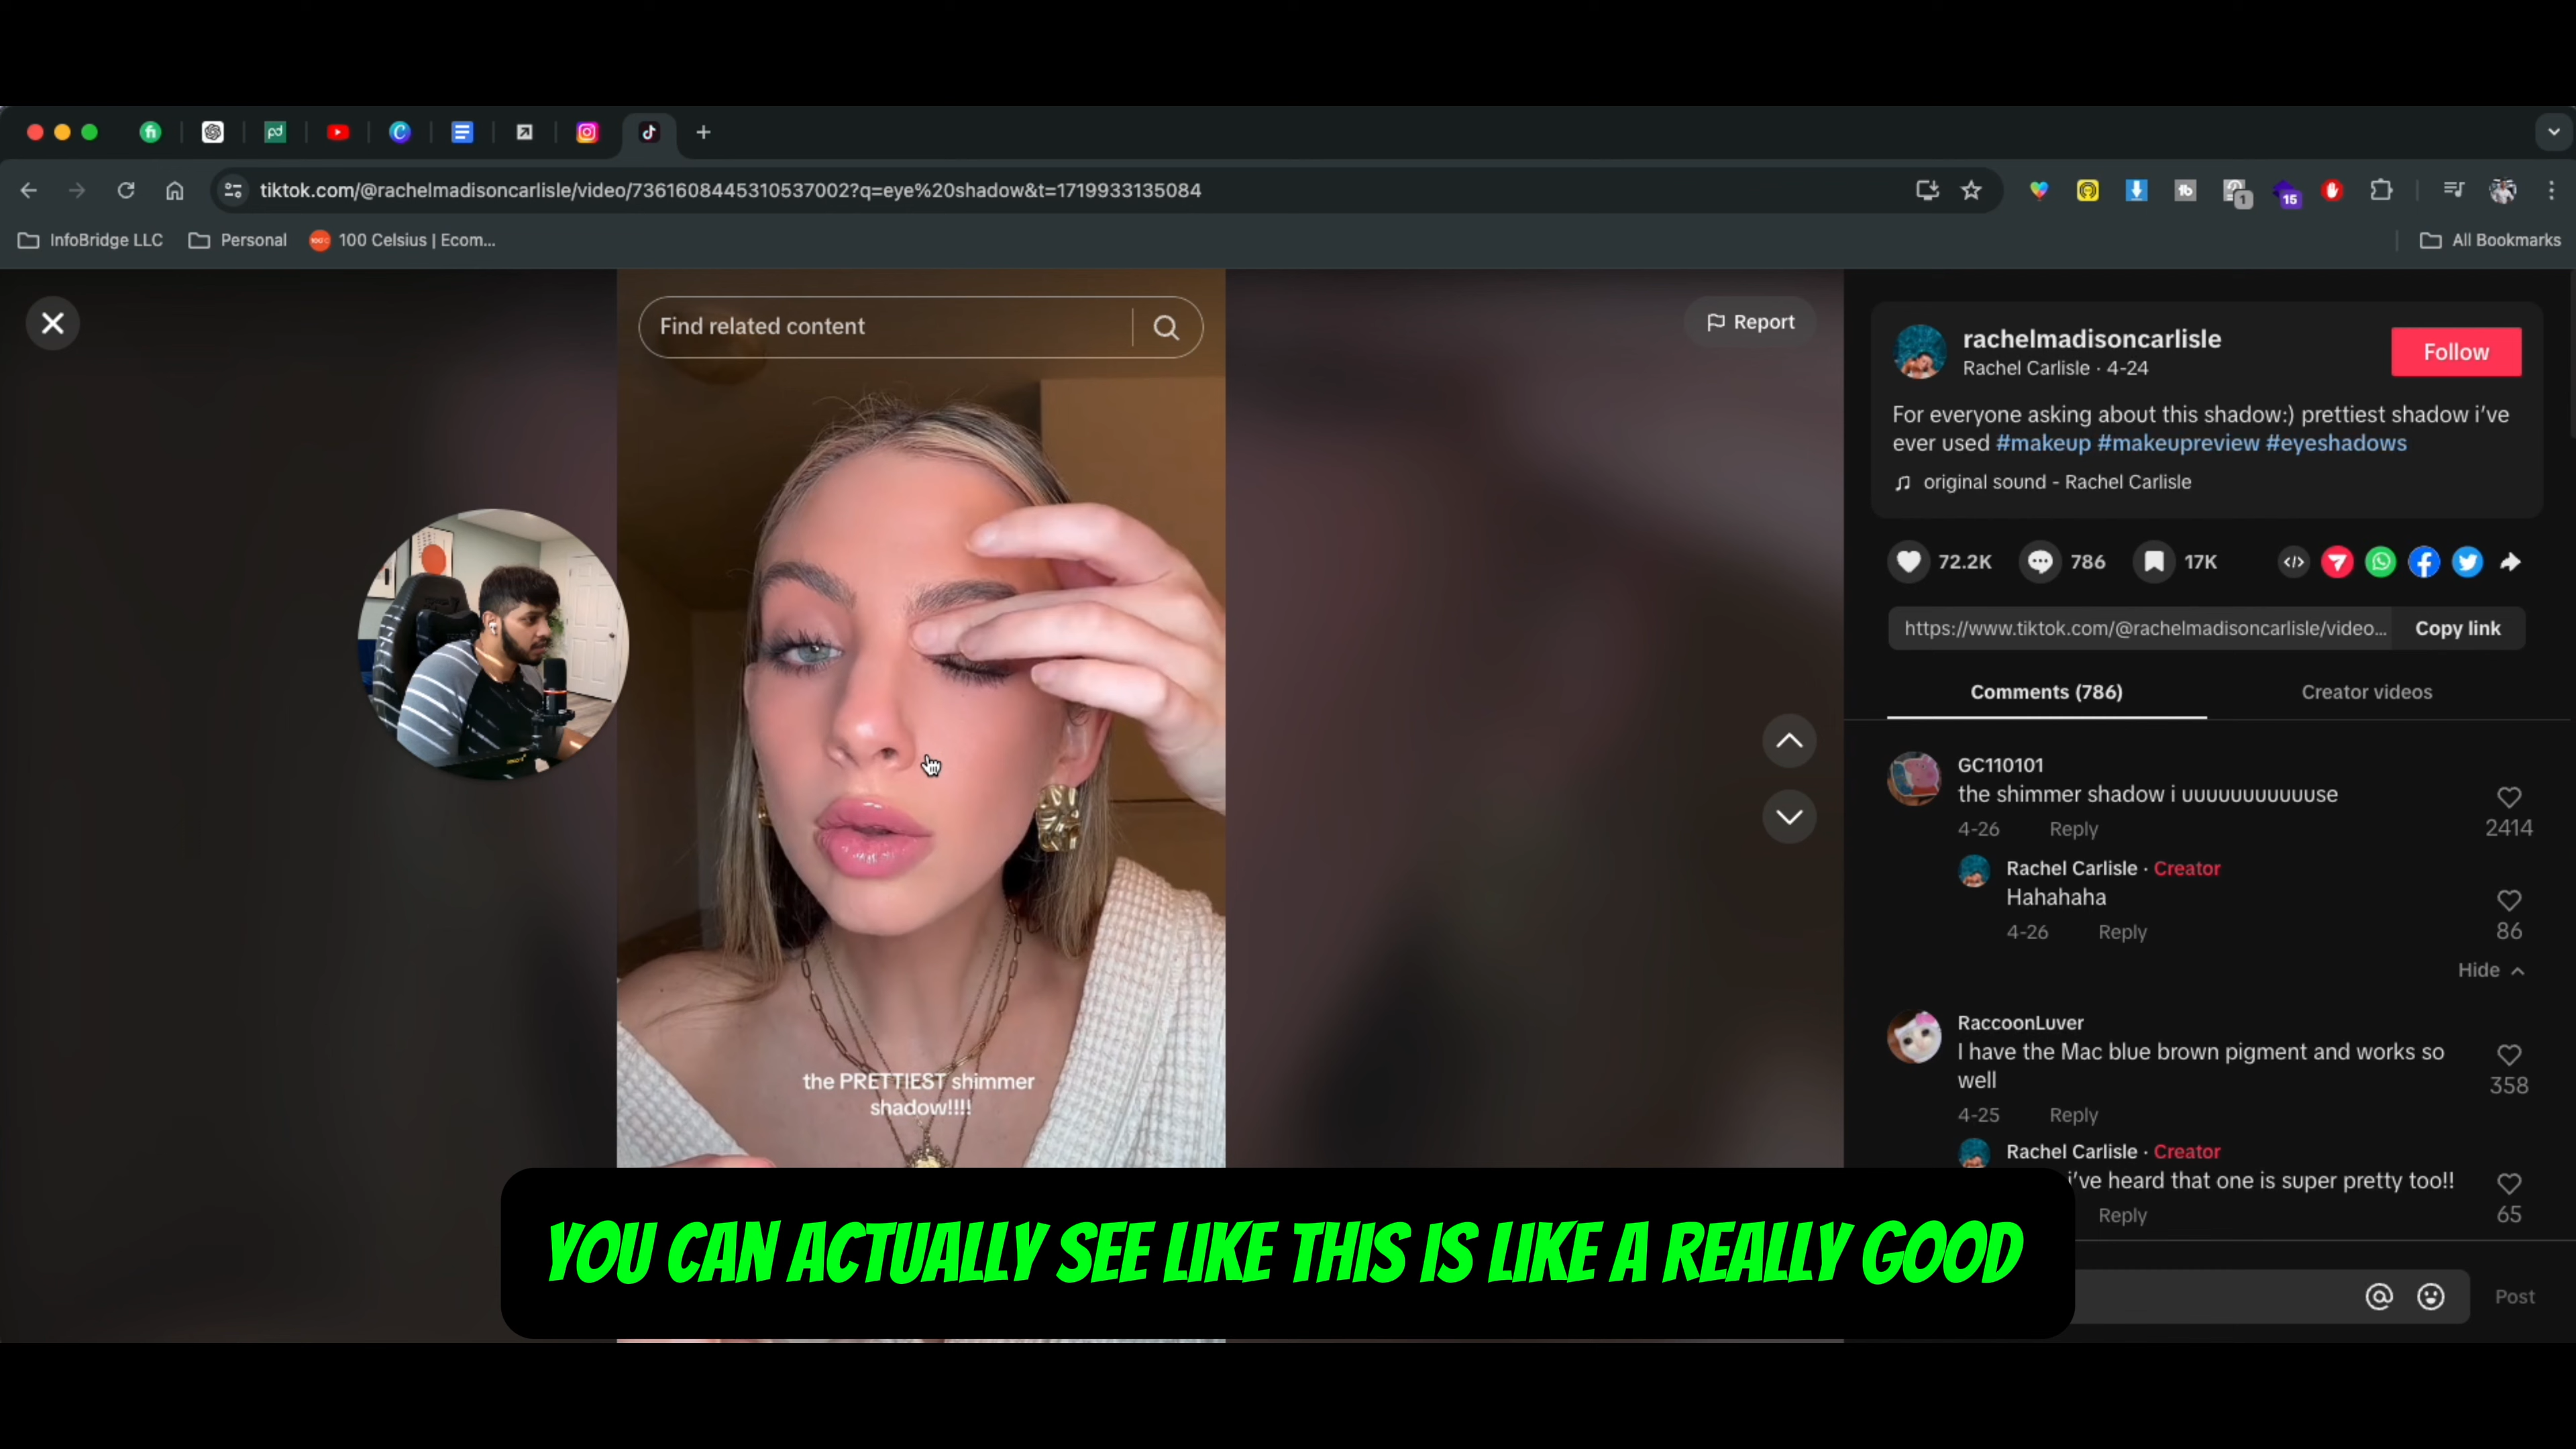 tiktok.com/@rachelmadisoncarlisle/video/7361608445310537002?q=eye%20shadow&t=1719933135084
1
15
InfoBridge LLC
Personal
100 Celsius | Ecom...
All Bookmarks
Find related content
Report
rachelmadisoncarlisle
Rachel Carlisle · 4-24
Follow
For everyone asking about this shadow:) prettiest shadow i've
ever used #makeup #makeupreview #eyeshadows
original sound - Rachel Carlisle
72.2K
786
17K
https://www.tiktok.com/@rachelmadisoncarlisle/video...
Copy link
Comments (786)
Creator videos
GC110101
the shimmer shadow i uuuuuuuuuuuse
4-26 Reply
2414
Rachel Carlisle · Creator
Hahahaha
4-26 Reply
86
Hide
RaccoonLuver
I have the Mac blue brown pigment and works so
well
4-25 Reply
358
Rachel Carlisle · Creator
i've heard that one is super pretty too!!
Reply
65
Post
the PRETTIEST shimmer
shadow!!!!
YOU CAN ACTUALLY SEE LIKE THIS IS LIKE A REALLY GOOD